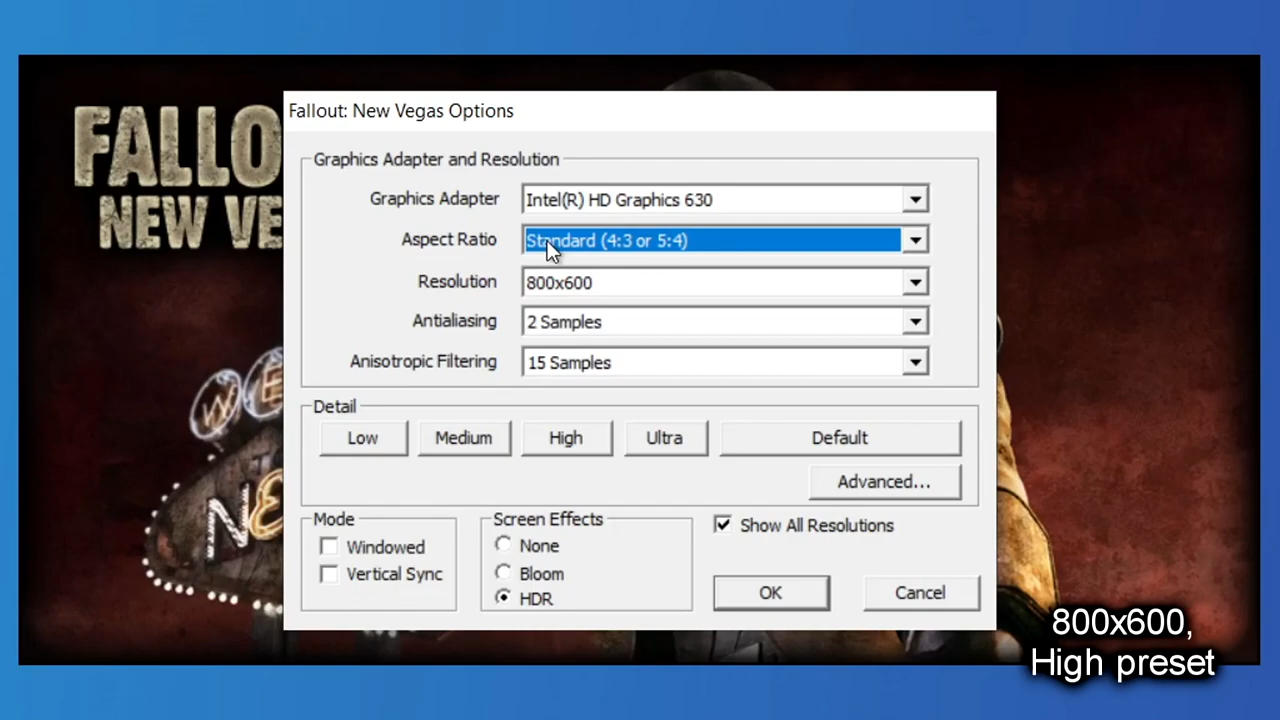 FALLO
NEW VE
Fallout: New Vegas Options
Graphics Adapter and Resolution
Graphics Adapter Intel(R) HD Graphics 630
Aspect Ratio Standard (4:3 or 5:4)
Resolution 800x600
Antialiasing 2 Samples
Anisotropic Filtering 15 Samples
Detail
Low Medium High Ultra Default
Advanced...
Mode
Windowed
Vertical Sync
Screen Effects
None
Bloom
HDR
Show All Resolutions
OK Cancel
WE
NE
800x600,
High preset